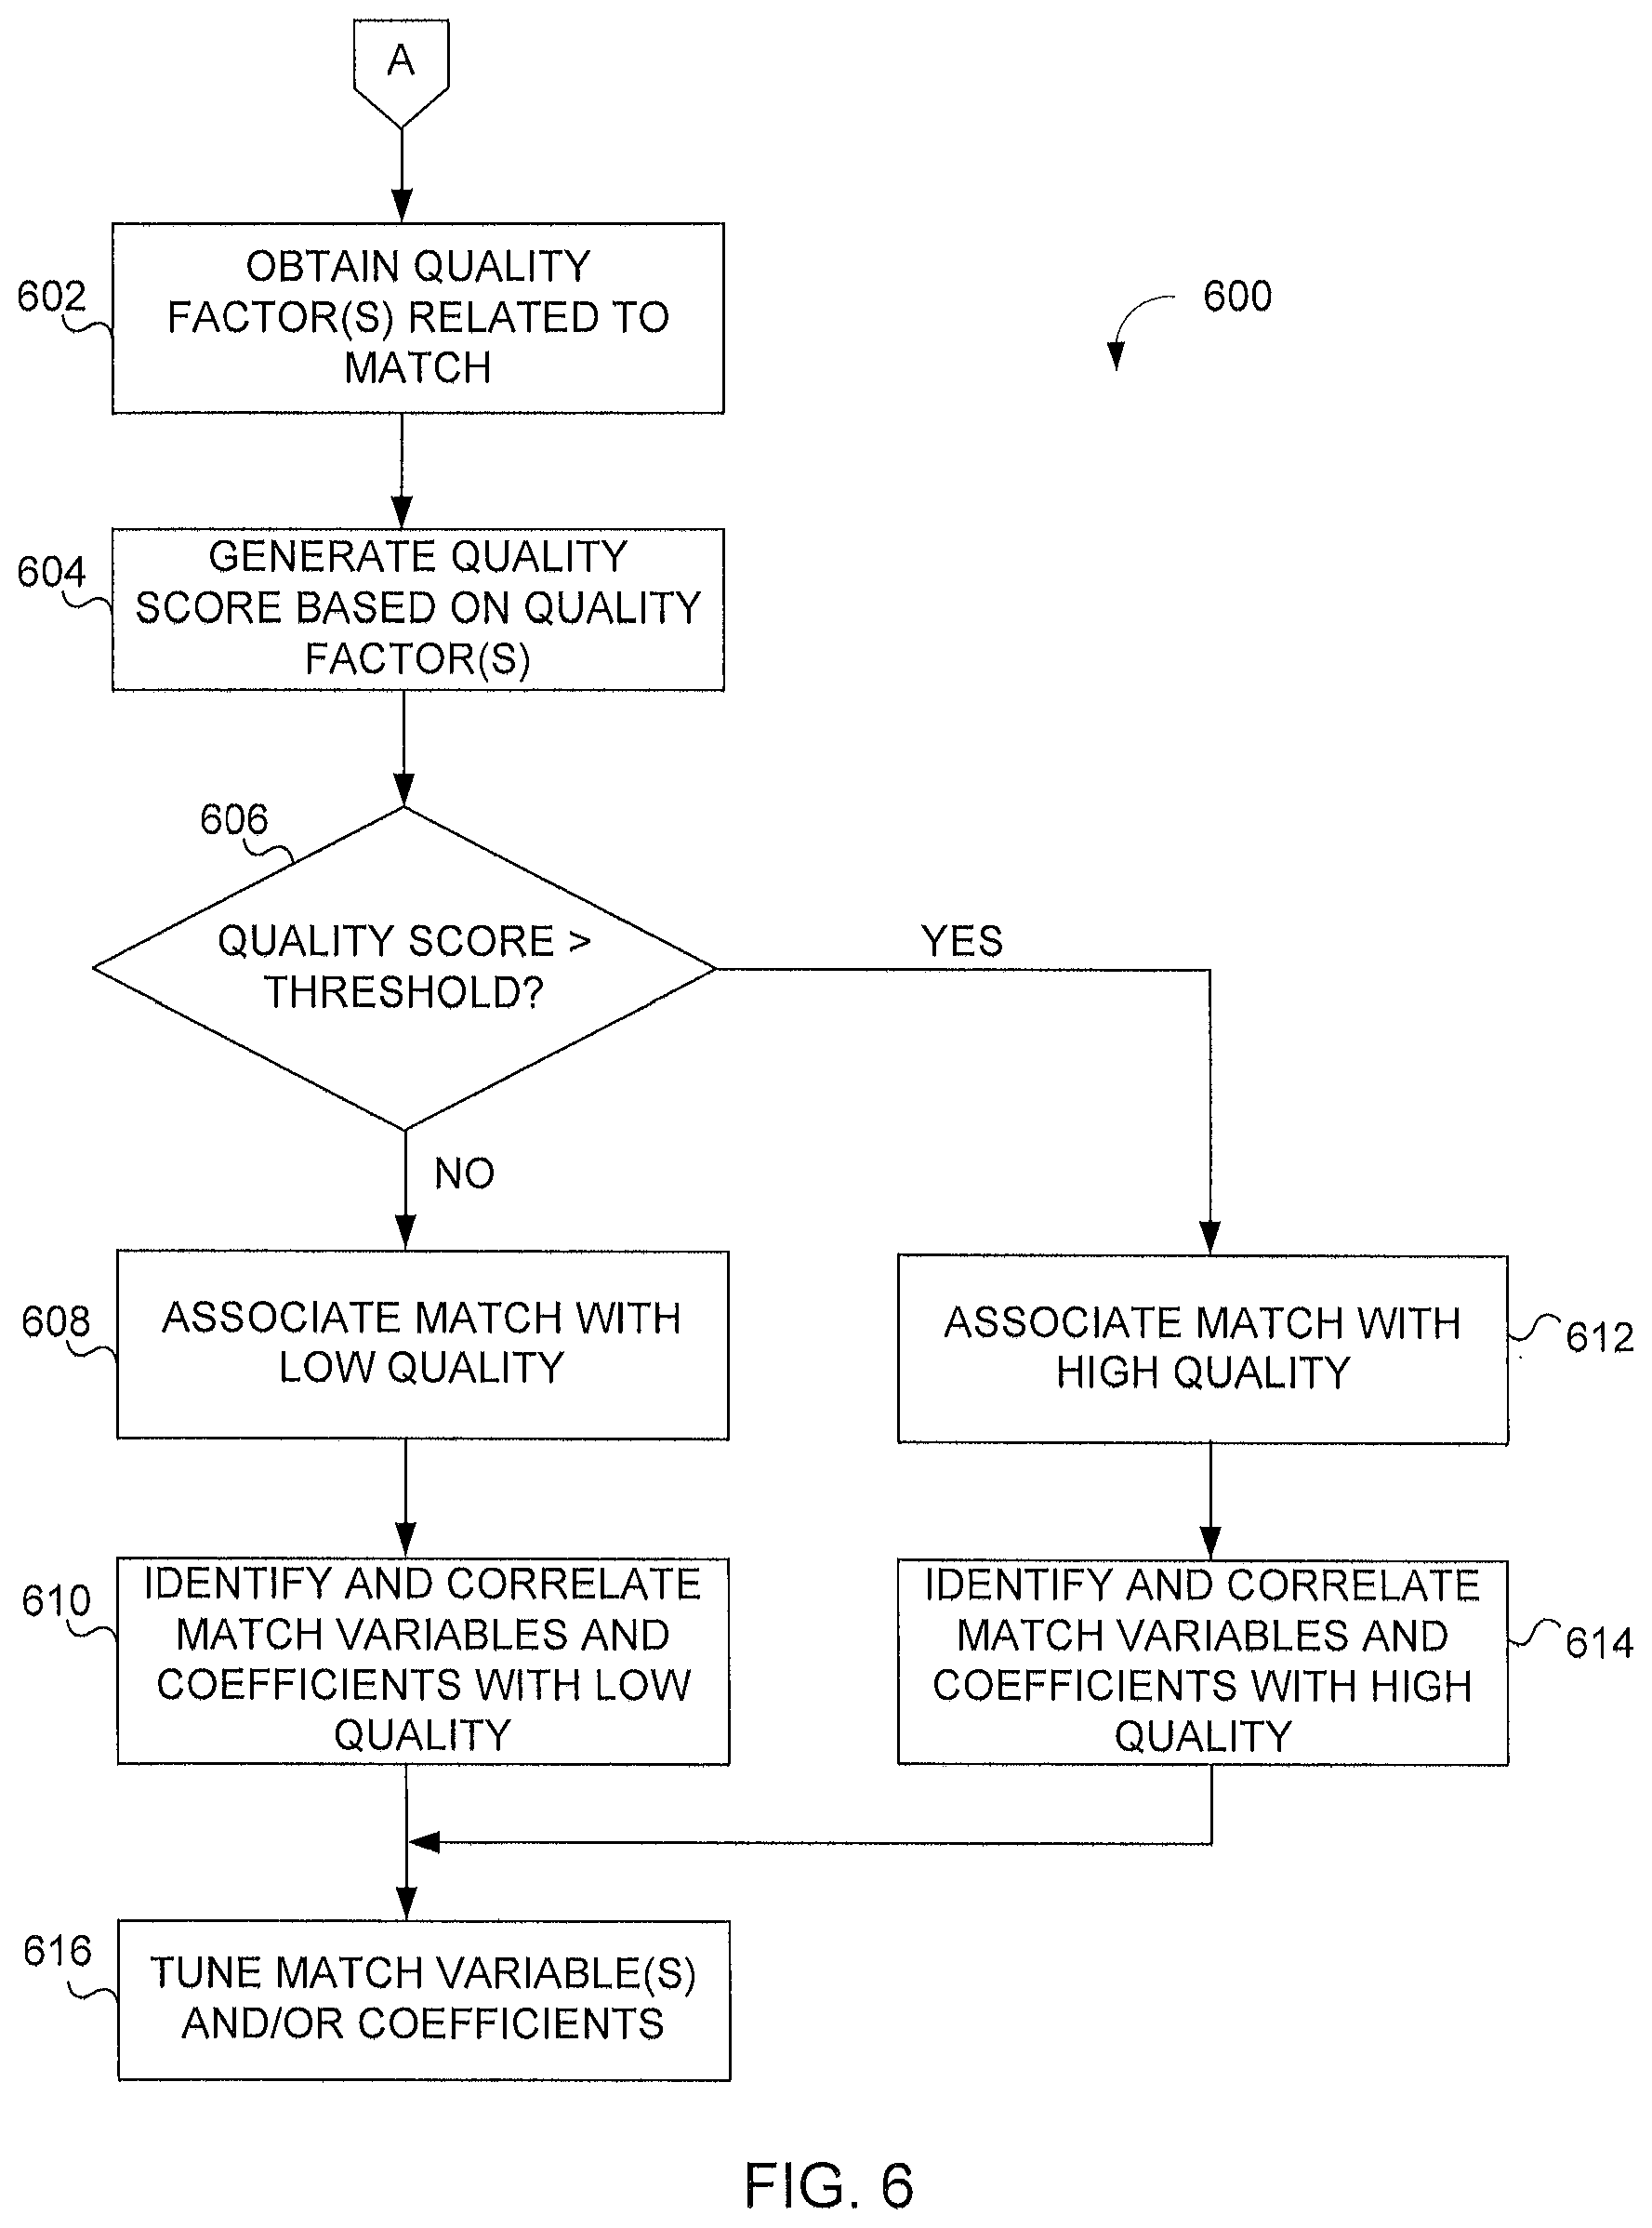 A
602
OBTAIN QUALITY
FACTOR(S) RELATED TO
MATCH
600
604
GENERATE QUALITY
SCORE BASED ON QUALITY
FACTOR(S)
606
QUALITY SCORE >
THRESHOLD?
YES
NO
608
ASSOCIATE MATCH WITH
LOW QUALITY
ASSOCIATE MATCH WITH
HIGH QUALITY
612
610
IDENTIFY AND CORRELATE
MATCH VARIABLES AND
COEFFICIENTS WITH LOW
QUALITY
IDENTIFY AND CORRELATE
MATCH VARIABLES AND
COEFFICIENTS WITH HIGH
QUALITY
614
616
TUNE MATCH VARIABLE(S)
AND/OR COEFFICIENTS
FIG. 6